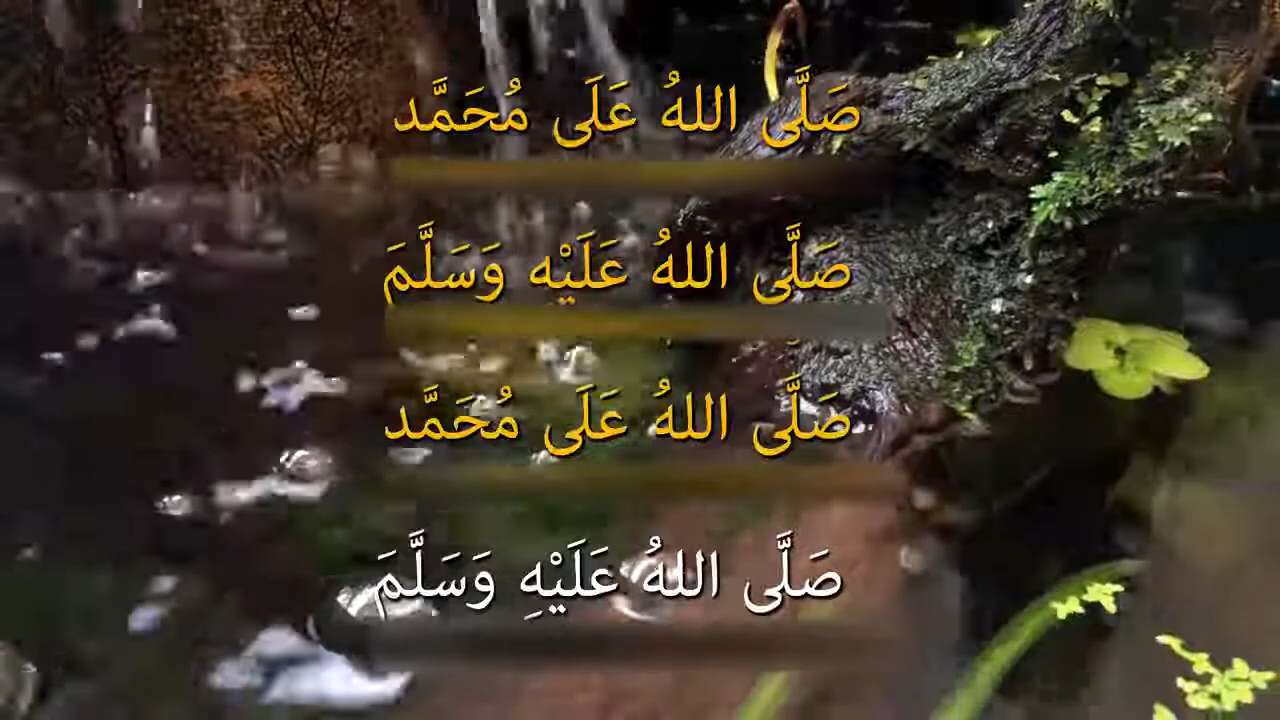 صَلَّى اللهُ عَلَى مُحَمَّد
صَلَّى اللهُ عَلَيْهِ وَسَلَّمَ
صَلَّى اللهُ عَلَى مُحَمَّد
صَلَّى اللهُ عَلَيْهِ وَسَلَّمَ